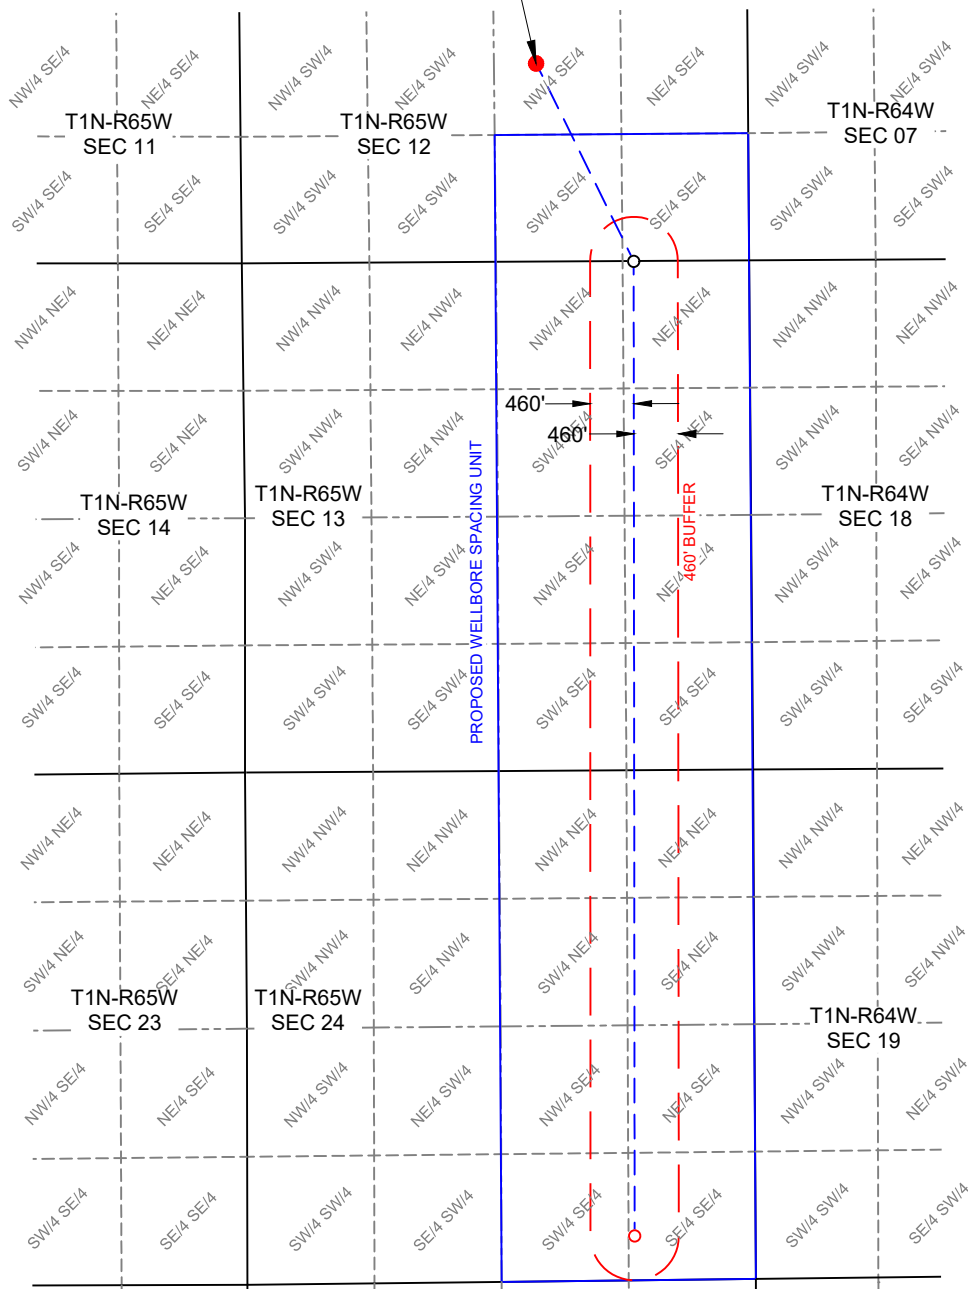 NW/4 SE/4
NE/4 SE/4
NW/4 SW/4
NE/4 SW/4
NW/4 SE/4
NE/4 SE/4
NW/4 SW/4
NE/4 SW/4
T1N-R65W
SEC 11
T1N-R65W
SEC 12
T1N-R64W
SEC 07
SW/4 SE/4
SE/4 SE/4
SW/4 SW/4
SE/4 SW/4
SW/4 SE/4
SE/4 SE/4
SW/4 SW/4
SE/4 SW/4
NW/4 NE/4
NE/4 NE/4
NW/4 NW/4
NE/4 NW/4
NW/4 NE/4
NE/4 NE/4
NW/4 NW/4
NE/4 NW/4
460'
460'
SW/4 NE/4
SE/4 NE/4
SW/4 NW/4
SE/4 NW/4
SW/4 NE/4
SE/4 NE/4
SW/4 NW/4
SE/4 NW/4
PROPOSED WELLBORE SPACING UNIT
460' BUFFER
T1N-R65W
SEC 14
T1N-R65W
SEC 13
T1N-R64W
SEC 18
NW/4 SE/4
NE/4 SE/4
NW/4 SW/4
NE/4 SW/4
NW/4 SE/4
NE/4 SE/4
NW/4 SW/4
NE/4 SW/4
SW/4 SE/4
SE/4 SE/4
SW/4 SW/4
SE/4 SW/4
SW/4 SE/4
SE/4 SE/4
SW/4 SW/4
SE/4 SW/4
NW/4 NE/4
NE/4 NE/4
NW/4 NW/4
NE/4 NW/4
NW/4 NE/4
NE/4 NE/4
NW/4 NW/4
NE/4 NW/4
SW/4 NE/4
SE/4 NE/4
SW/4 NW/4
SE/4 NW/4
SW/4 NE/4
SE/4 NE/4
SW/4 NW/4
SE/4 NW/4
T1N-R65W
SEC 23
T1N-R65W
SEC 24
T1N-R64W
SEC 19
NW/4 SE/4
NE/4 SE/4
NW/4 SW/4
NE/4 SW/4
NW/4 SE/4
NE/4 SE/4
NW/4 SW/4
NE/4 SW/4
SW/4 SE/4
SE/4 SE/4
SW/4 SW/4
SE/4 SW/4
SW/4 SE/4
SE/4 SE/4
SW/4 SW/4
SE/4 SW/4